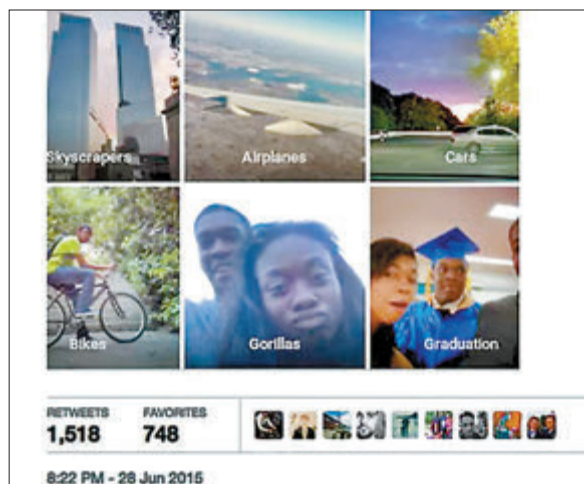 Skyscrapers Airplanes Cars
Bikes Gorillas Graduation
RETWEETS FAVORITES
1,518 748
8:22 PM - 28 Jun 2015